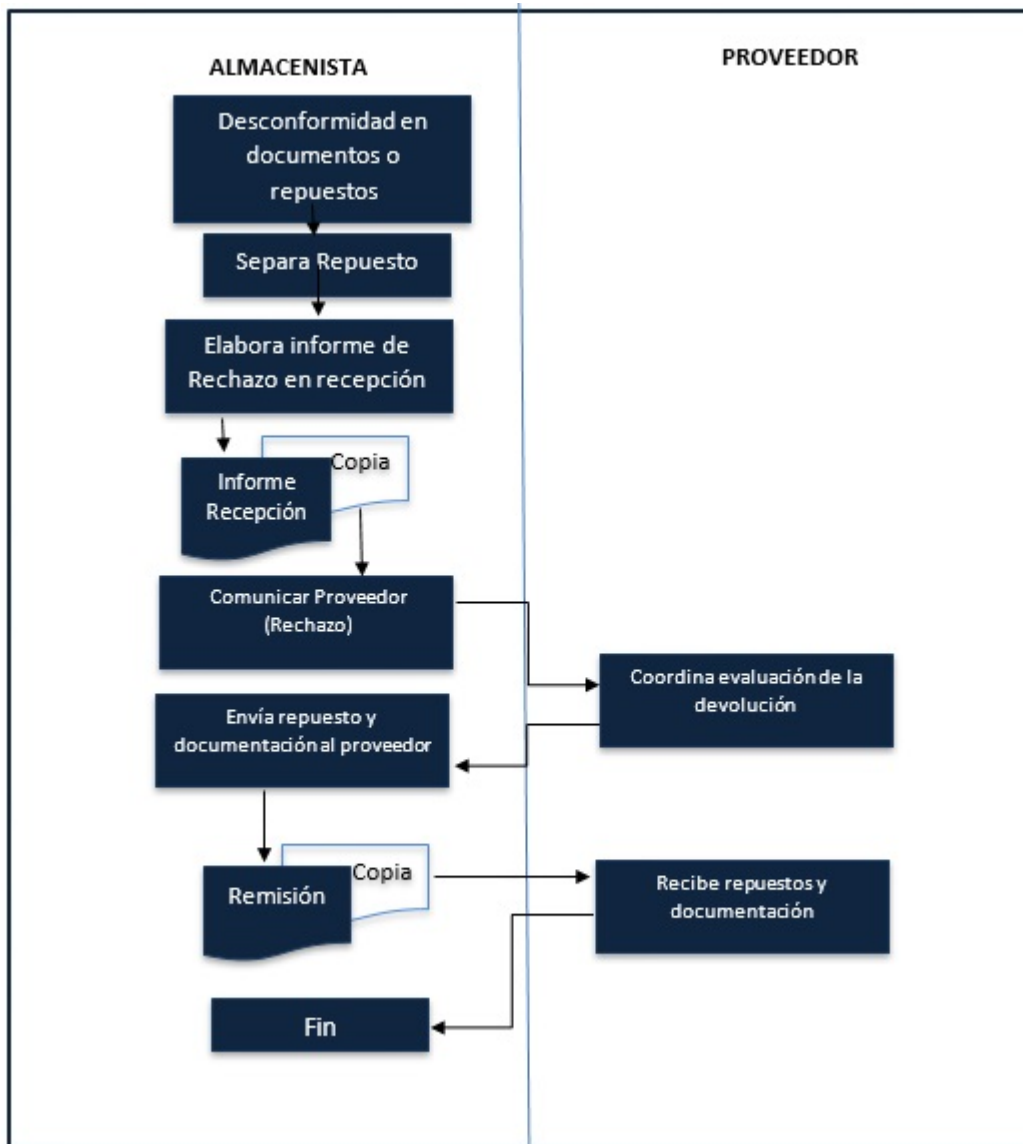 ALMACENISTA
PROVEEDOR
Desconformidad en
documentos o
repuestos
Separa Repuesto
Elabora informe de
Rechazo en recepción
Copia
Informe
Recepción
Comunicar Proveedor
(Rechazo)
Coordina evaluación de la
devolución
Envía repuesto y
documentación al proveedor
Copia
Remisión
Recibe repuestos y
documentación
Fin